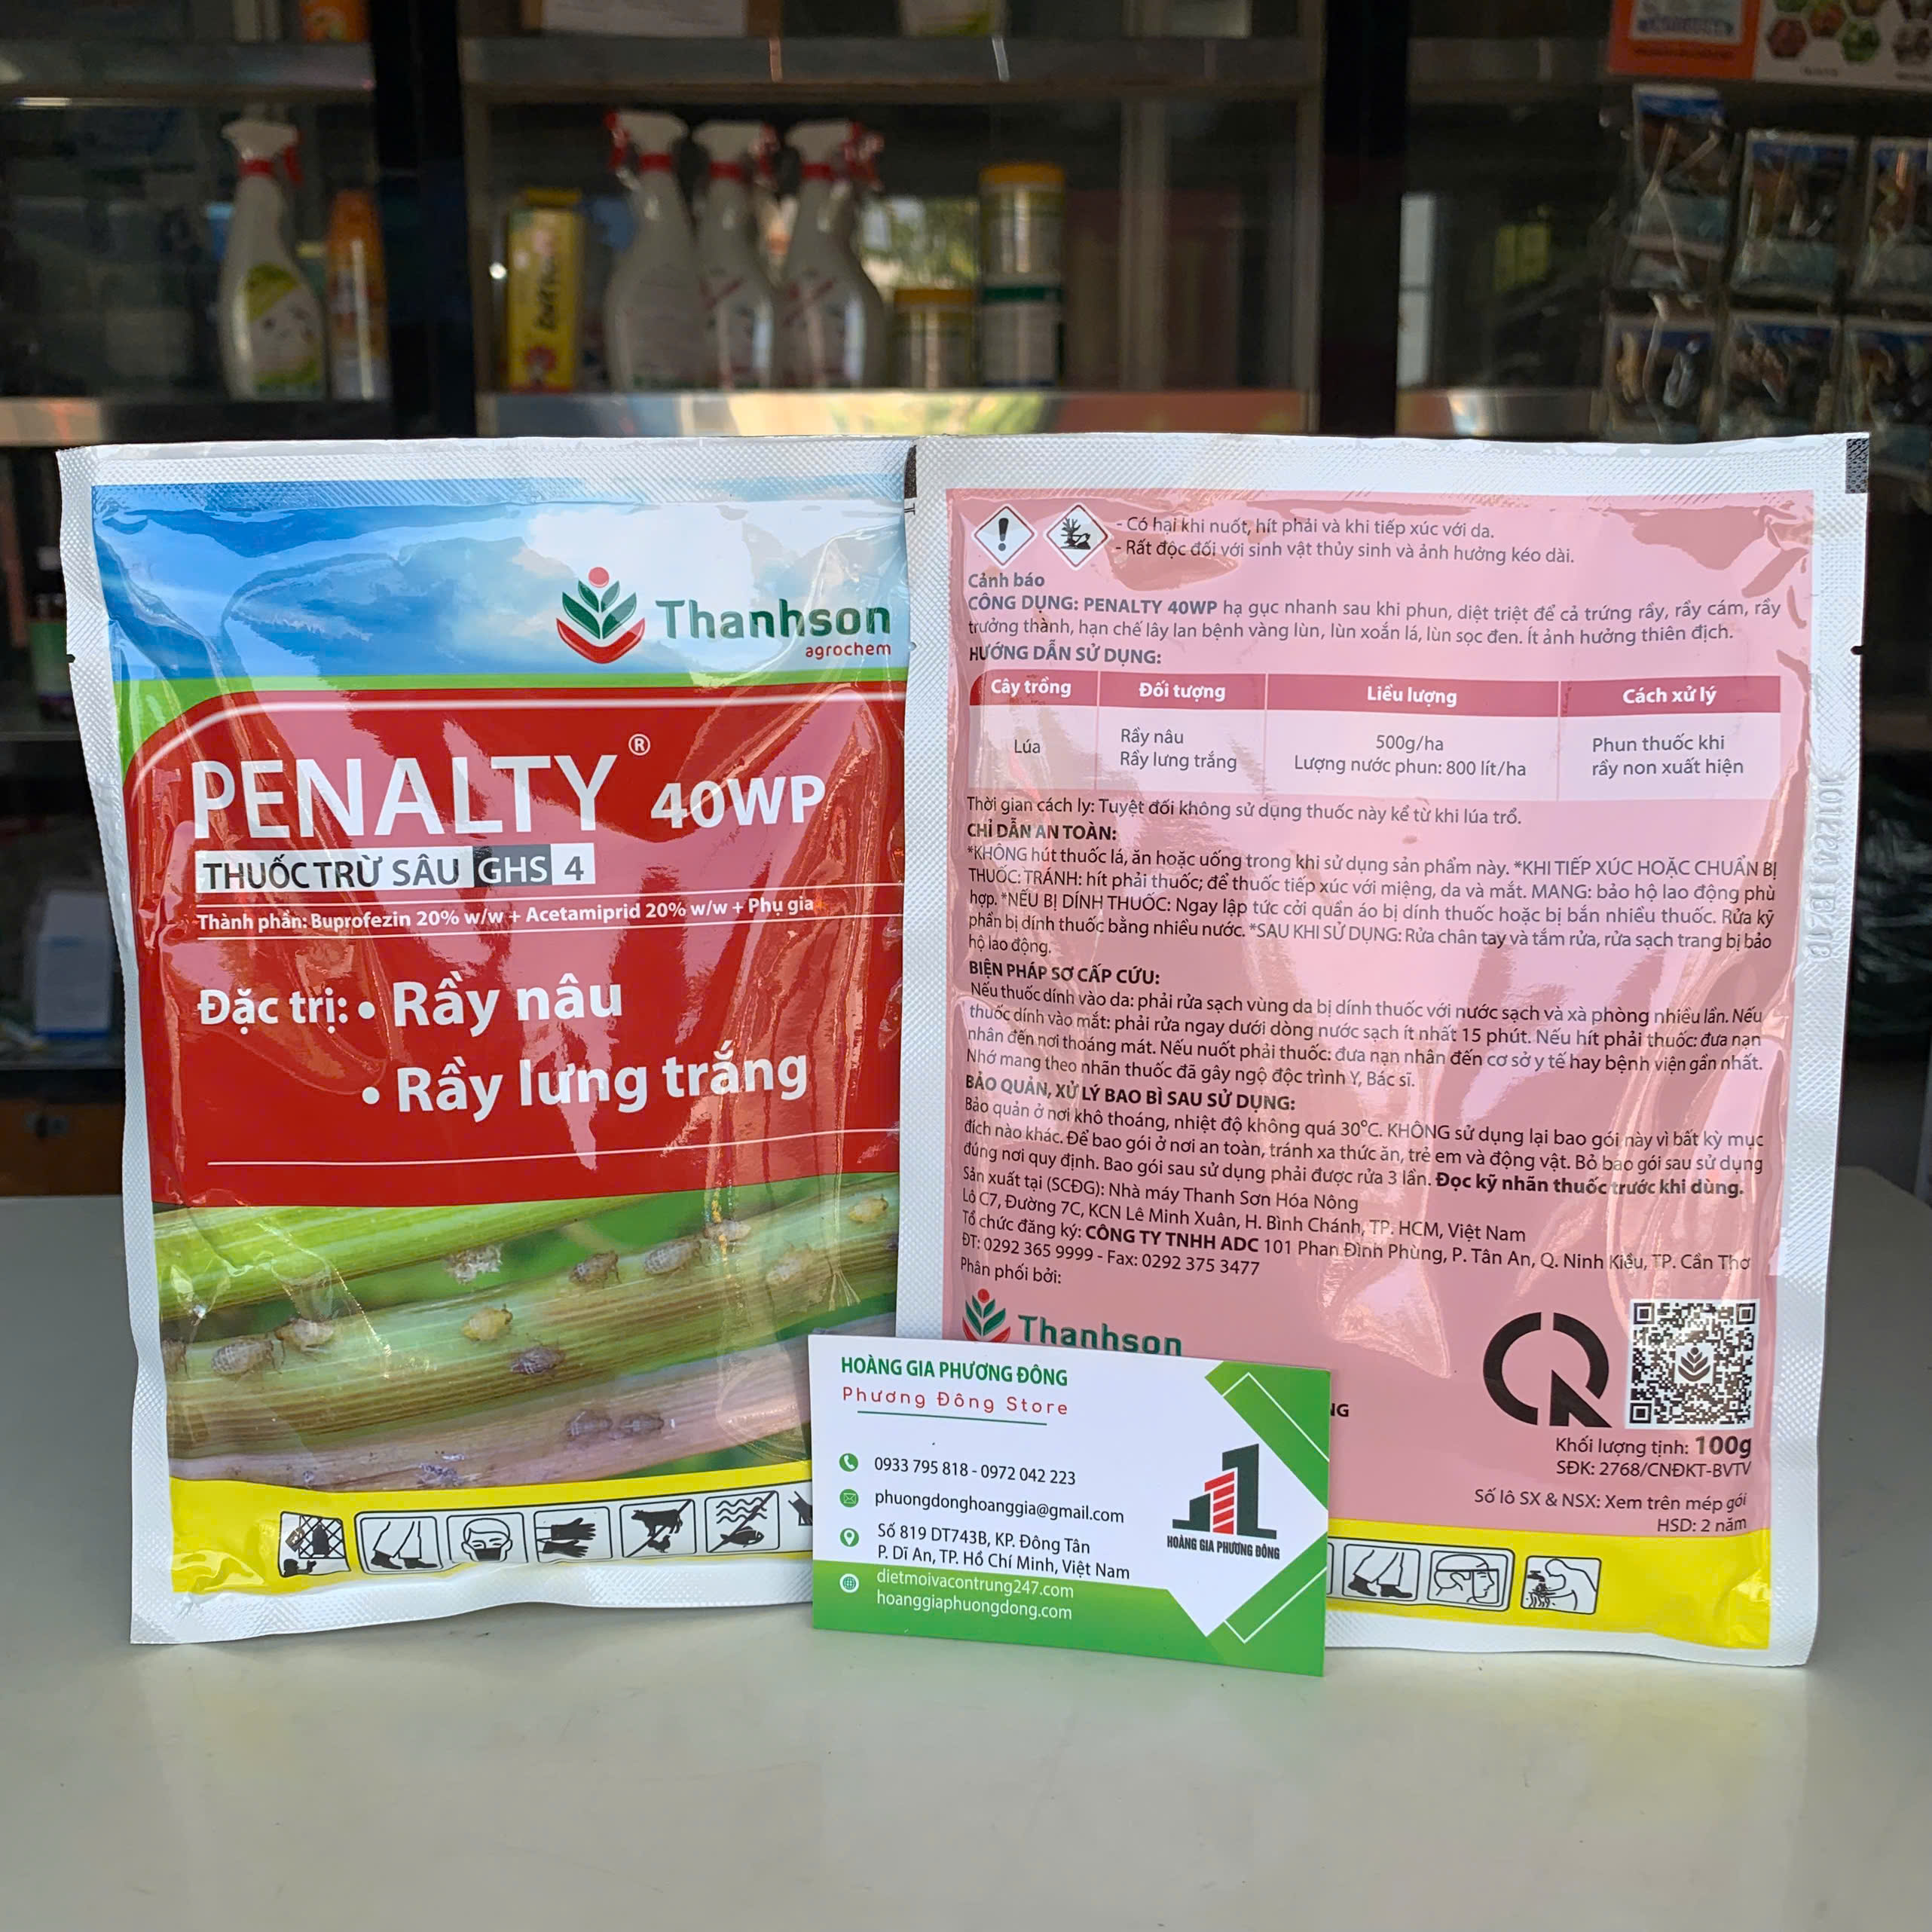 Thanhson
agrochem
PENALTY ® 40WP
THUỐC TRỪ SÂU GHS 4
Thành phần: Buprofezin 20% w/w + Acetamiprid 20% w/w + Phụ gia
Đặc trị: • Rầy nâu
• Rầy lưng trắng
- Có hại khi nuốt, hít phải và khi tiếp xúc với da.
- Rất độc đối với sinh vật thủy sinh và ảnh hưởng kéo dài.
Cảnh báo
CÔNG DỤNG: PENALTY 40WP hạ gục nhanh sau khi phun, diệt triệt để cả trứng rầy, rầy cám, rầy
trưởng thành, hạn chế lây lan bệnh vàng lùn, lùn xoắn lá, lùn sọc đen. Ít ảnh hưởng thiên địch.
HƯỚNG DẪN SỬ DỤNG:
Cây trồng Đối tượng Liều lượng Cách xử lý
Lúa
Rầy nâu 500g/ha Phun thuốc khi
Rầy lưng trắng Lượng nước phun: 800 lít/ha rầy non xuất hiện
Thời gian cách ly: Tuyệt đối không sử dụng thuốc này kể từ khi lúa trổ.
CHỈ DẪN AN TOÀN:
*KHÔNG hút thuốc lá, ăn hoặc uống trong khi sử dụng sản phẩm này. *KHI TIẾP XÚC HOẶC CHUẨN BỊ
THUỐC: TRÁNH: hít phải thuốc; để thuốc tiếp xúc với miệng, da và mắt. MANG: bảo hộ lao động phù
hợp. *NẾU BỊ DÍNH THUỐC: Ngay lập tức cởi quần áo bị dính thuốc hoặc bị bắn nhiều thuốc. Rửa kỹ
phần bị dính thuốc bằng nhiều nước. *SAU KHI SỬ DỤNG: Rửa chân tay và tắm rửa, rửa sạch trang bị bảo
hộ lao động.
BIỆN PHÁP SƠ CẤP CỨU:
Nếu thuốc dính vào da: phải rửa sạch vùng da bị dính thuốc với nước sạch và xà phòng nhiều lần. Nếu
thuốc dính vào mắt: phải rửa ngay dưới dòng nước sạch ít nhất 15 phút. Nếu hít phải thuốc: đưa nạn
nhân đến nơi thoáng mát. Nếu nuốt phải thuốc: đưa nạn nhân đến cơ sở y tế hay bệnh viện gần nhất.
Nhớ mang theo nhãn thuốc đã gây ngộ độc trình Y, Bác sĩ.
BẢO QUẢN, XỬ LÝ BAO BÌ SAU SỬ DỤNG:
Bảo quản ở nơi khô thoáng, nhiệt độ không quá 30°C. KHÔNG sử dụng lại bao gói này vì bất kỳ mục
đích nào khác. Để bao gói ở nơi an toàn, tránh xa thức ăn, trẻ em và động vật. Bỏ bao gói sau sử dụng
đúng nơi quy định. Bao gói sau sử dụng phải được rửa 3 lần. Đọc kỹ nhãn thuốc trước khi dùng.
Sản xuất tại (SCĐG): Nhà máy Thanh Sơn Hóa Nông
Lô C7, Đường 7C, KCN Lê Minh Xuân, H. Bình Chánh, TP. HCM, Việt Nam
Tổ chức đăng ký: CÔNG TY TNHH ADC 101 Phan Đình Phùng, P. Tân An, Q. Ninh Kiều, TP. Cần Thơ
ĐT: 0292 365 9999 - Fax: 0292 375 3477
Phân phối bởi:
Thanhson
NG
Khối lượng tịnh: 100g
SĐK: 2768/CNĐKT-BVTV
Số lô SX & NSX: Xem trên mép gói
HSD: 2 năm
HOÀNG GIA PHƯƠNG ĐÔNG
Phương Đông Store
0933 795 818 - 0972 042 223
phuongdonghoanggia@gmail.com
Số 819 DT743B, KP. Đông Tân
P. Dĩ An, TP. Hồ Chí Minh, Việt Nam
dietmoivacontrung247.com
hoanggiaphuongdong.com
HOÀNG GIA PHƯƠNG ĐÔNG